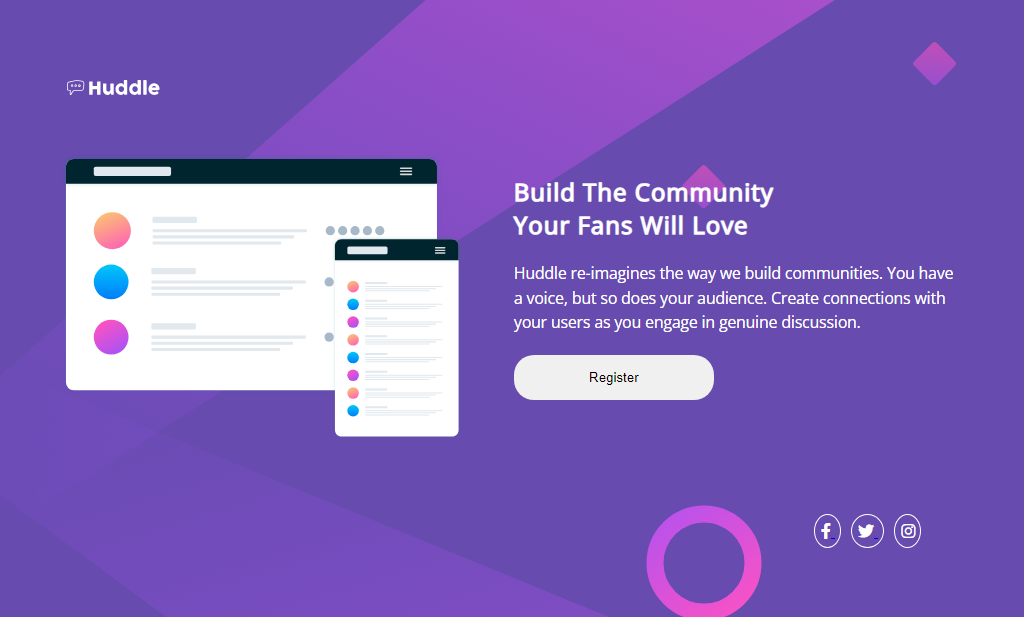 Huddle
Build The Community
Your Fans Will Love
Huddle re-imagines the way we build communities. You have
a voice, but so does your audience. Create connections with
your users as you engage in genuine discussion.
Register